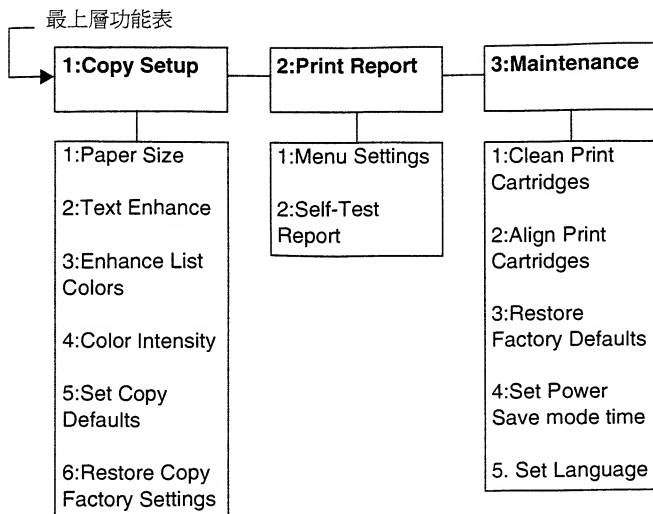 最上層功能表
1:Copy Setup
2:Print Report
3:Maintenance
1:Paper Size
2:Text Enhance
3:Enhance List
Colors
4:Color Intensity
5:Set Copy
Defaults
6:Restore Copy
Factory Settings
1:Menu Settings
2:Self-Test
Report
1:Clean Print
Cartridges
2:Align Print
Cartridges
3:Restore
Factory Defaults
4:Set Power
Save mode time
5. Set Language